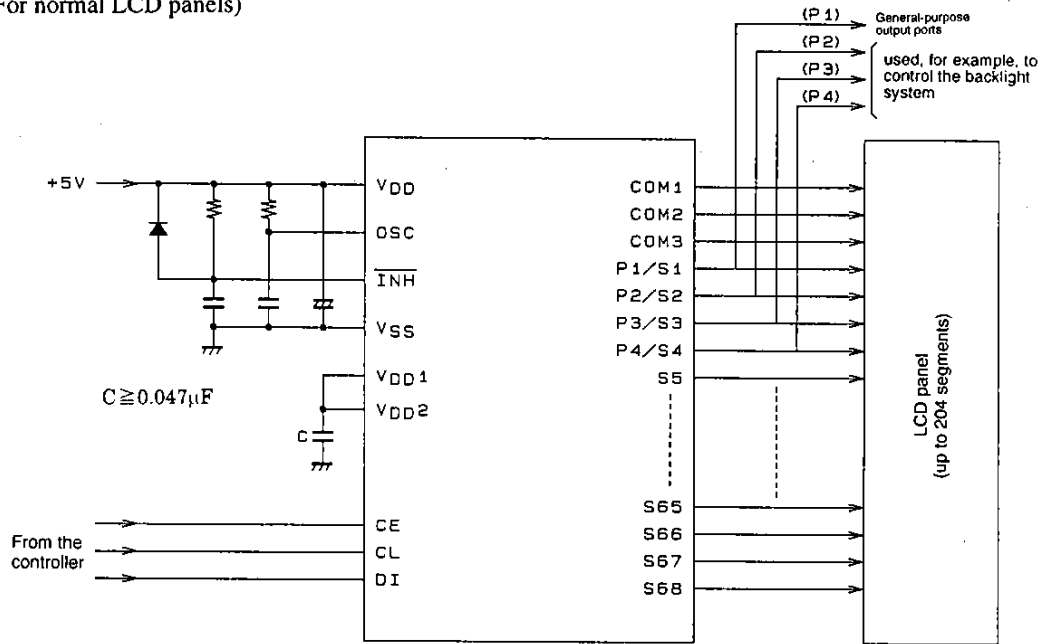 For normal LCD panels)
(P1)
General-purpose
output ports
(P2)
(P3)
(P4)
used, for example, to
control the backlight
system
+5V
VDD
OSC
INH
VSS
VDD1
VDD2
C≧0.047μF
C
CE
CL
DI
From the
controller
COM1
COM2
COM3
P1/S1
P2/S2
P3/S3
P4/S4
S5
S65
S66
S67
S68
LCD panel
(up to 204 segments)